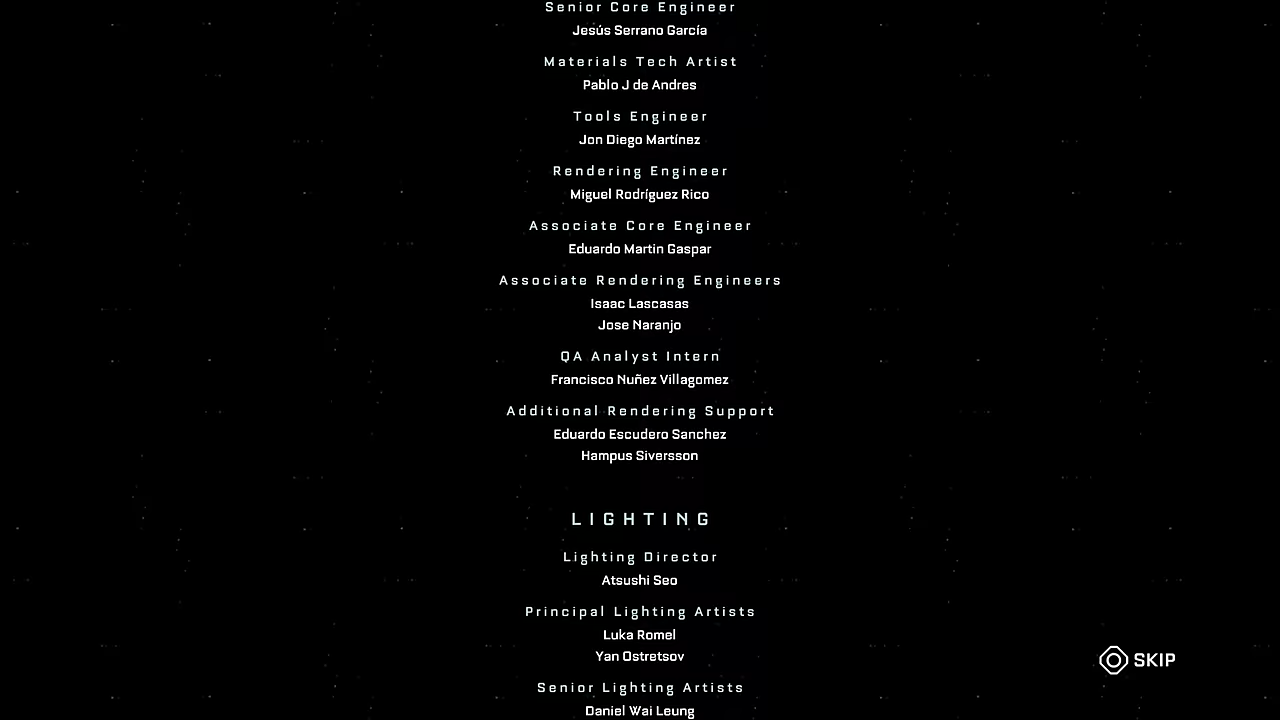 Senior Core Engineer
Jesús Serrano García
Materials Tech Artist
Pablo J de Andres
Tools Engineer
Jon Diego Martínez
Rendering Engineer
Miguel Rodríguez Rico
Associate Core Engineer
Eduardo Martin Gaspar
Associate Rendering Engineers
Isaac Lascasas
Jose Naranjo
QA Analyst Intern
Francisco Nuñez Villagomez
Additional Rendering Support
Eduardo Escudero Sanchez
Hampus Siversson
LIGHTING
Lighting Director
Atsushi Seo
Principal Lighting Artists
Luka Romel
Yan Ostretsov
Senior Lighting Artists
Daniel Wai Leung
SKIP